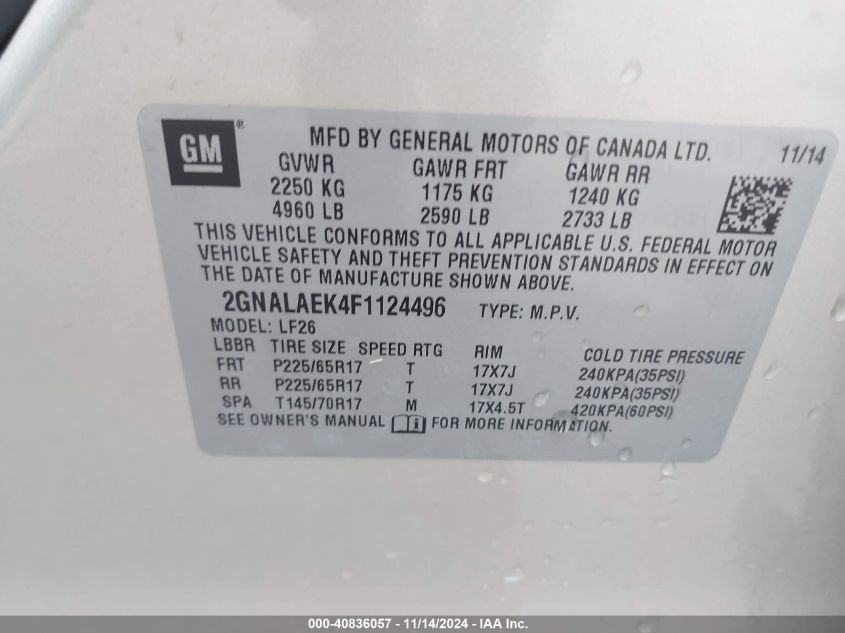 GM ®
MFD BY GENERAL MOTORS OF CANADA LTD. 11/14
GVWR GAWR FRT GAWR RR
2250 KG 1175 KG 1240 KG
4960 LB 2590 LB 2733 LB
THIS VEHICLE CONFORMS TO ALL APPLICABLE U.S. FEDERAL MOTOR
VEHICLE SAFETY AND THEFT PREVENTION STANDARDS IN EFFECT ON
THE DATE OF MANUFACTURE SHOWN ABOVE.
2GNALAEK4F1124496 TYPE: M.P.V.
MODEL: LF26
LBBR TIRE SIZE SPEED RTG RIM COLD TIRE PRESSURE
FRT P225/65R17 T 17X7J 240KPA(35PSI)
RR P225/65R17 T 17X7J 240KPA(35PSI)
SPA T145/70R17 M 17X4.5T 420KPA(60PSI)
SEE OWNER'S MANUAL i FOR MORE INFORMATION.
000-40836057 - 11/14/2024 - IAA Inc.